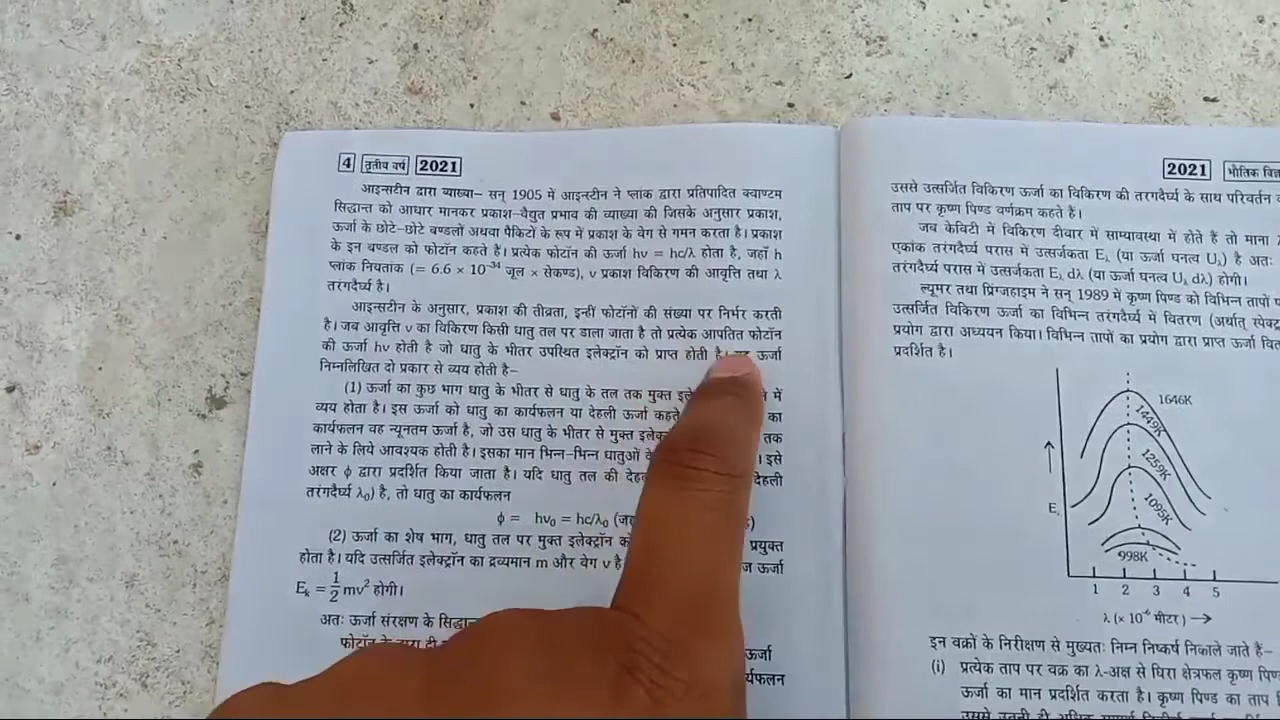 4 तृतीय वर्ष 2021
आइन्सटीन द्वारा व्याख्या– सन् 1905 में आइन्स्टीन ने प्लांक द्वारा प्रतिपादित क्वाण्टम
सिद्धान्त को आधार मानकर प्रकाश–वैद्युत प्रभाव की व्याख्या की जिसके अनुसार प्रकाश,
ऊर्जा के छोटे–छोटे बण्डलों अथवा पैकिटों के रूप में प्रकाश के वेग से गमन करता है। प्रकाश
के इन बण्डल को फोटॉन कहते हैं। प्रत्येक फोटॉन की ऊर्जा hν = hc/λ होता है, जहाँ h
प्लांक नियतांक (= 6.6 × 10⁻³⁴ जूल × सेकण्ड), ν प्रकाश विकिरण की आवृत्ति तथा λ
तरंगदैर्घ्य है।
आइनस्टीन के अनुसार, प्रकाश की तीव्रता, इन्हीं फोटॉनों की संख्या पर निर्भर करती
है। जब आवृत्ति ν का विकिरण किसी धातु तल पर डाला जाता है तो प्रत्येक आपतित फोटॉन
की ऊर्जा hν होती है जो धातु के भीतर उपस्थित इलेक्ट्रॉन को प्राप्त होती है। ऊर्जा
निम्नलिखित दो प्रकार से व्यय होती है–
(1) ऊर्जा का कुछ भाग धातु के भीतर से धातु के तल तक मुक्त में
व्यय होता है। इस ऊर्जा को धातु का कार्यफलन या देहली ऊर्जा कहते का
कार्यफलन वह न्यूनतम ऊर्जा है, जो उस धातु के भीतर से मुक्त तक
लाने के लिये आवश्यक होती है। इसका मान भिन्न–भिन्न धातुओं । इसे
अक्षर ϕ द्वारा प्रदर्शित किया जाता है। यदि धातु तल की देहली
तरंगदैर्घ्य λ₀) है, तो धातु का कार्यफलन
ϕ = hν₀ = hc/λ₀
(2) ऊर्जा का शेष भाग, धातु तल पर मुक्त इलेक्ट्रॉन प्रयुक्त
होता है। यदि उत्सर्जित इलेक्ट्रॉन का द्रव्यमान m और वेग v है ऊर्जा
Eₖ = 1/2 mv² होगी।
अतः ऊर्जा संरक्षण के
फोटॉन के द्वारा ऊर्जा
2021
उससे उत्सर्जित विकिरण ऊर्जा का विकिरण की तरगदैर्घ्य के साथ परिवर्तन
ताप पर कृष्ण पिण्ड वर्णक्रम कहते है।
जब केविटी में विकिरण दीवार में साम्यावस्था में होते हैं तो माना
एकांक तरंगदैर्घ्य परास में उत्सर्जकता E (या ऊर्जा घनत्व U) है अतः
तरंगदैर्घ्य परास में उत्सर्जकता E dλ (या ऊर्जा घनत्व U dλ) होगी।
ल्यूमर तथा प्रिंग्जहाइम ने सन् 1989 में कृष्ण पिण्ड को विभिन्न तापों
उत्सर्जित विकिरण ऊर्जा का विभिन्न तरंगदैर्घ्य में वितरण (अर्थात्
प्रयोग द्वारा अध्ययन किया। विभिन्न तापों का प्रयोग द्वारा प्राप्त ऊर्जा
प्रदर्शित है।
1646K
1449K
1259K
1095K
998K
E
1 2 3 4 5
λ (× 10⁻⁶ मीटर) →
इन वक्रों के निरीक्षण से मुख्यतः निम्न निष्कर्ष निकाले जाते हैं–
(i) प्रत्येक ताप पर वक्र का λ-अक्ष से घिरा क्षेत्रफल कृष्ण
ऊर्जा का मान प्रदर्शित करता है। कृष्ण पिण्ड का ताप